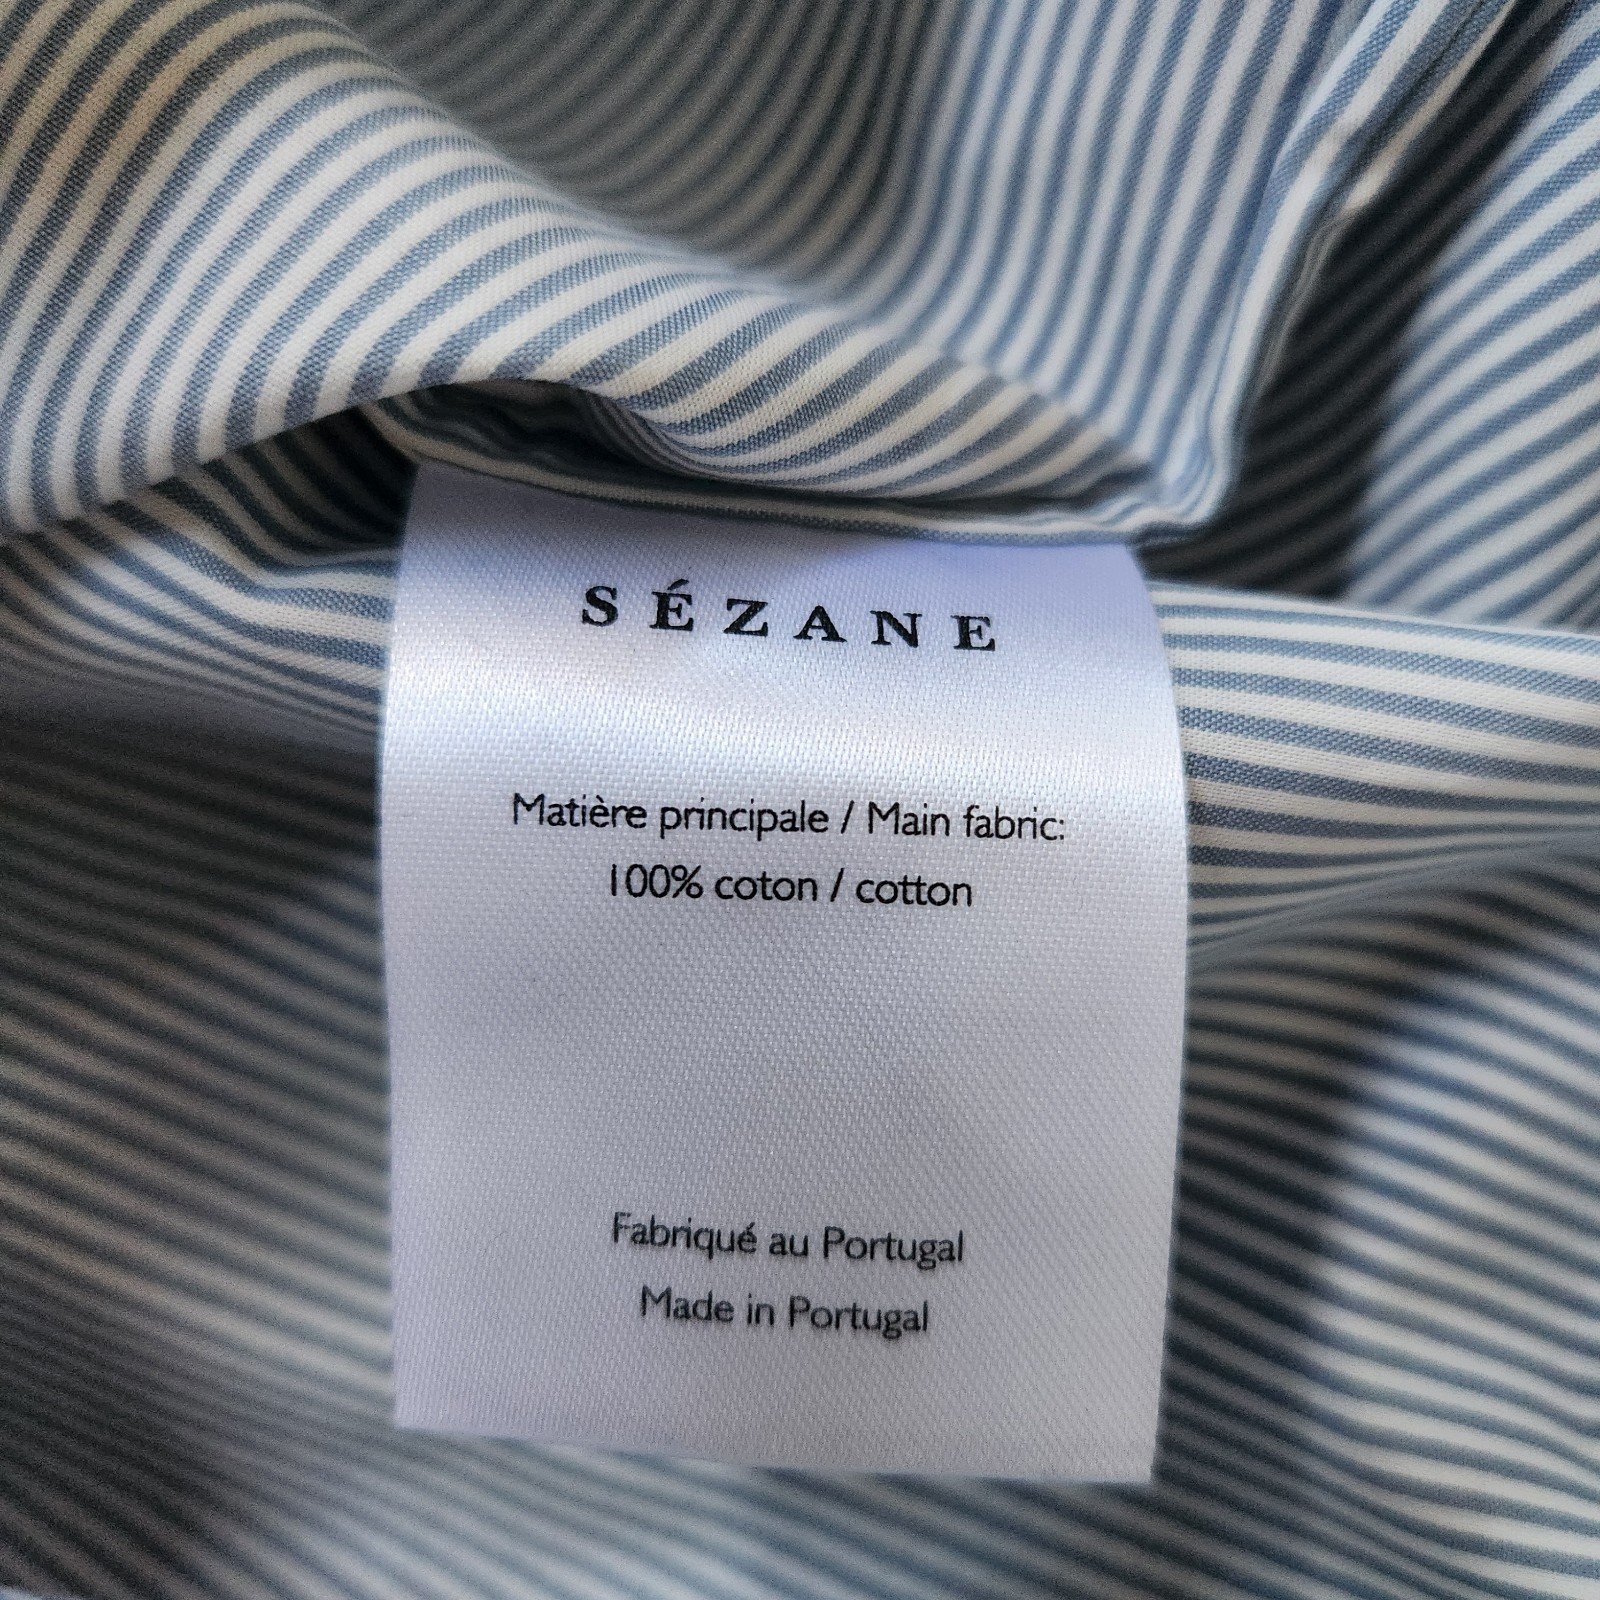 SÉZANE
Matière principale / Main fabric:
100% coton / cotton
Fabriqué au Portugal
Made in Portugal